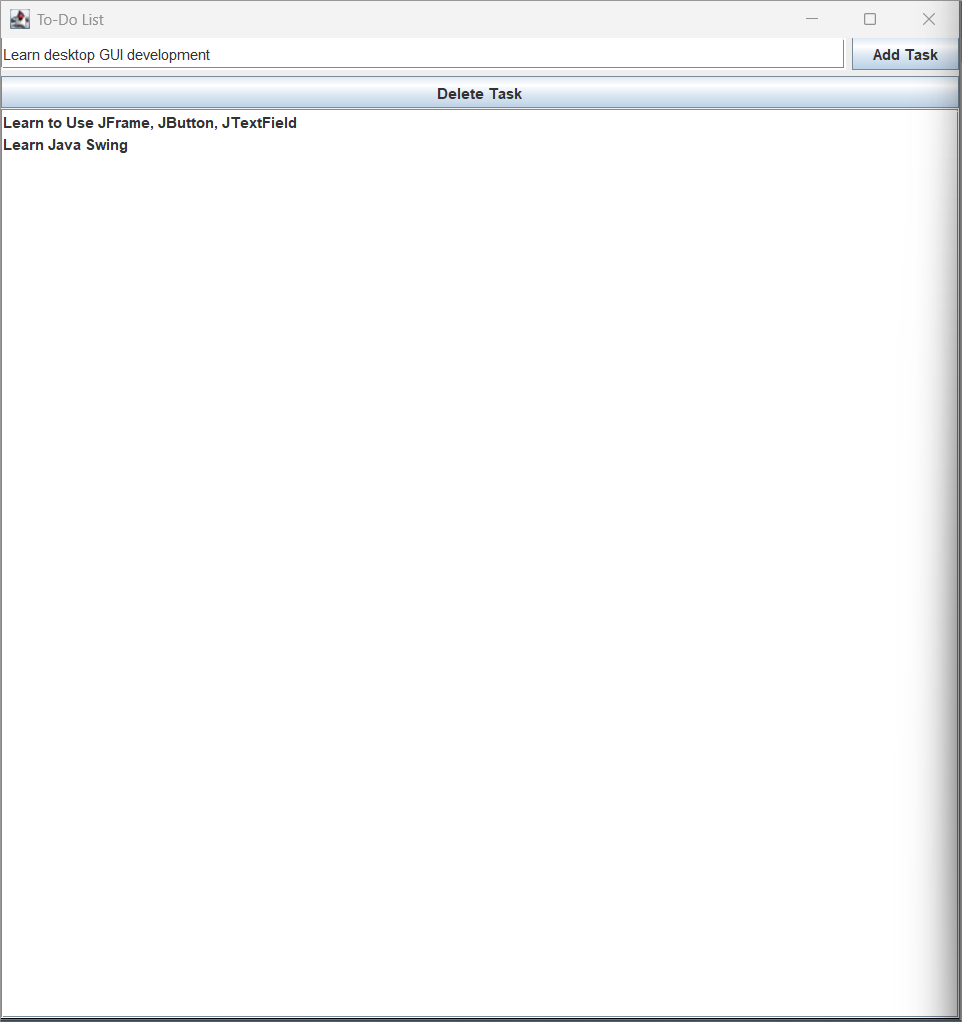 To-Do List
Learn desktop GUI development
Add Task
Delete Task
Learn to Use JFrame, JButton, JTextField
Learn Java Swing